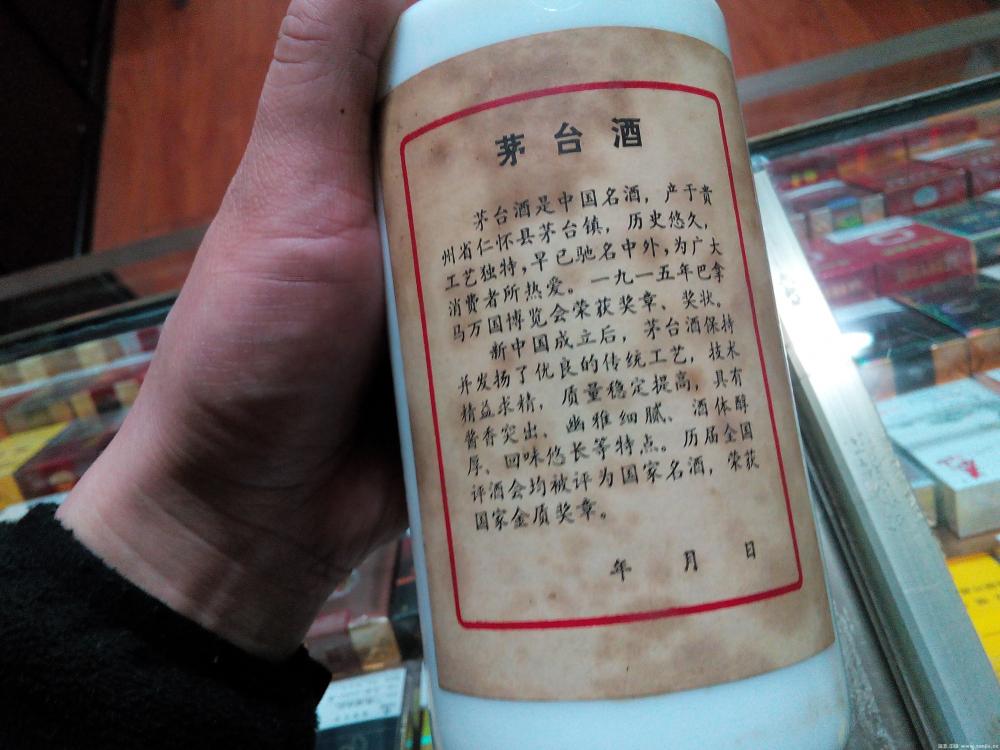 茅台酒
茅台酒是中国名酒，产于贵
州省仁怀县茅台镇，历史悠久，
工艺独特，早已驰名中外，为广大
消费者所热爱。一九一五年巴拿
马万国博览会荣获奖章、奖状。
新中国成立后，茅台酒保持
并发扬了优良的传统工艺，技术
精益求精，质量稳定提高，具有
酱香突出、幽雅细腻、酒体醇
厚、回味悠长等特点。历届全国
评酒会均被评为国家名酒，荣获
国家金质奖章。
年 月 日